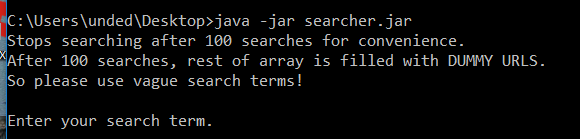 C:\Users\unded\Desktop>java -jar searcher.jar
Stops searching after 100 searches for convenience.
After 100 searches, rest of array is filled with DUMMY URLS.
So please use vague search terms!
Enter your search term.